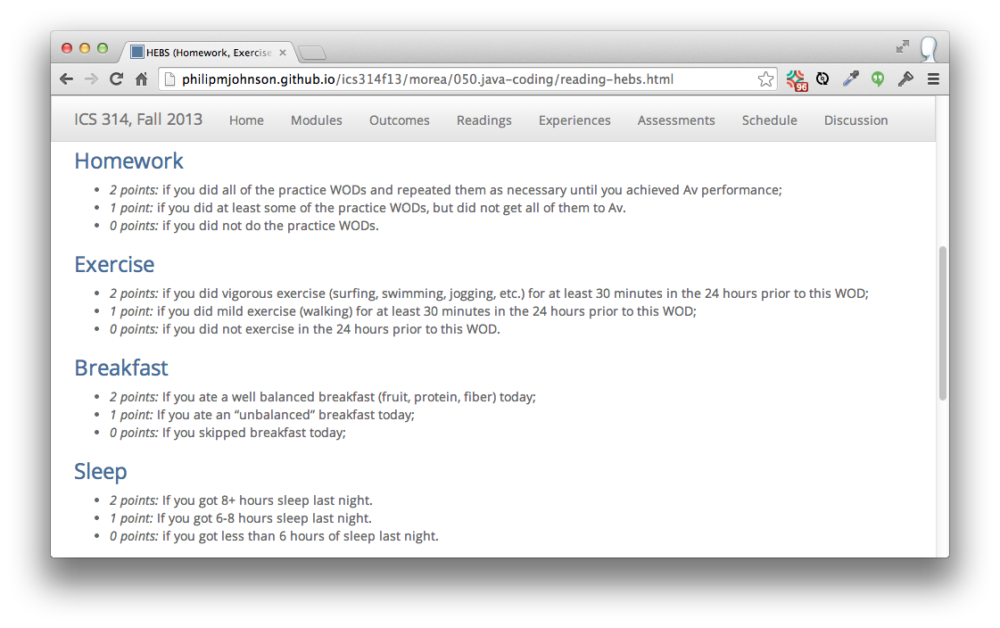 HEBS (Homework, Exercise
philipmjohnson.github.io/ics314f13/morea/050.java-coding/reading-hebs.html
96
ICS 314, Fall 2013 Home Modules Outcomes Readings Experiences Assessments Schedule Discussion
Homework
• 2 points: if you did all of the practice WODs and repeated them as necessary until you achieved Av performance;
• 1 point: if you did at least some of the practice WODs, but did not get all of them to Av.
• 0 points: if you did not do the practice WODs.
Exercise
• 2 points: if you did vigorous exercise (surfing, swimming, jogging, etc.) for at least 30 minutes in the 24 hours prior to this WOD;
• 1 point: if you did mild exercise (walking) for at least 30 minutes in the 24 hours prior to this WOD;
• 0 points: if you did not exercise in the 24 hours prior to this WOD.
Breakfast
• 2 points: If you ate a well balanced breakfast (fruit, protein, fiber) today;
• 1 point: If you ate an “unbalanced” breakfast today;
• 0 points: If you skipped breakfast today;
Sleep
• 2 points: If you got 8+ hours sleep last night.
• 1 point: If you got 6-8 hours sleep last night.
• 0 points: if you got less than 6 hours of sleep last night.